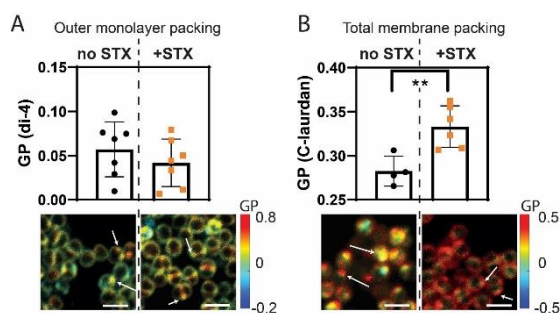 A
Outer monolayer packing
no STX
+STX
GP (di-4)
0.15
0.10
0.05
0.00
GP
0.8
0
-0.2
B
Total membrane packing
no STX
+STX
**
GP (C-laurdan)
0.40
0.35
0.30
0.25
GP
0.5
0
-0.5